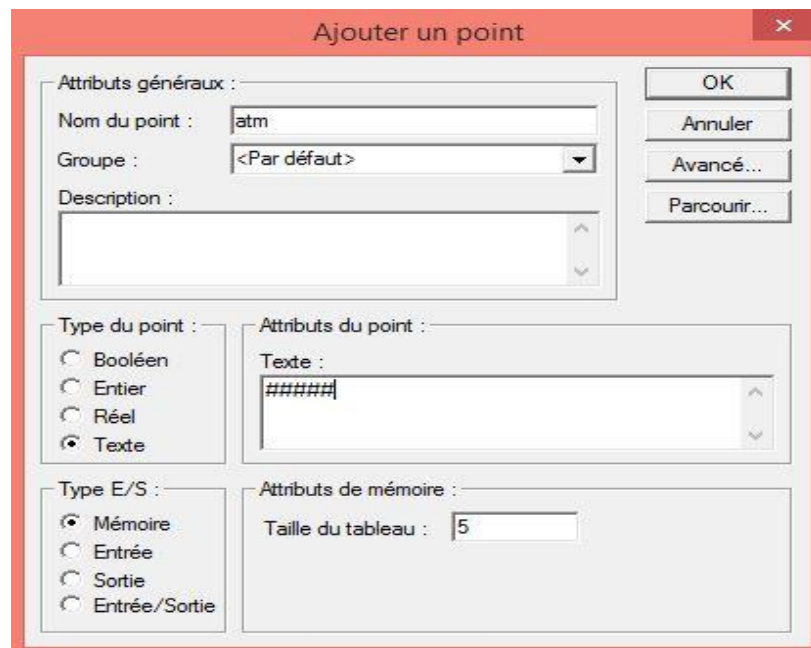 Ajouter un point
Attributs généraux :
Nom du point : atm
Groupe : <Par défaut>
Description :
OK
Annuler
Avancé...
Parcourir...
Type du point :
Booléen
Entier
Réel
Texte
Attributs du point :
Texte :
#####
Type E/S :
Mémoire
Entrée
Sortie
Entrée/Sortie
Attributs de mémoire :
Taille du tableau : 5